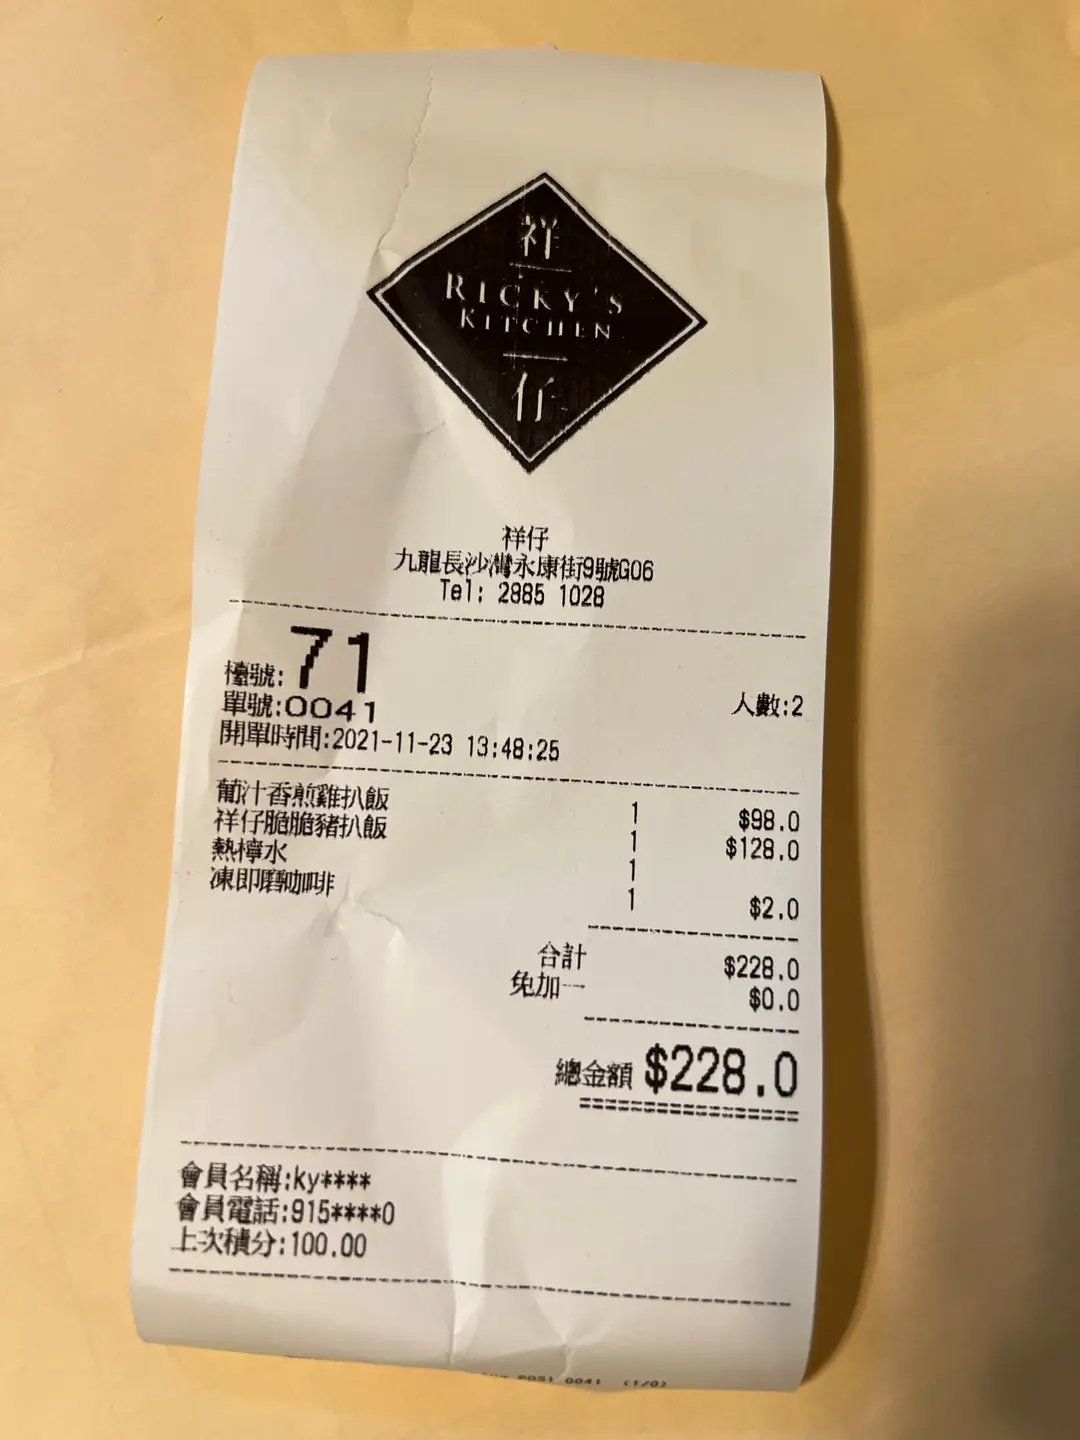 祥
RICKY'S
KITCHEN
仔
祥仔
九龍長沙灣永康街9號G06
Tel: 2885 1028
檯號: 71
單號:0041 人數:2
開單時間:2021-11-23 13:48:25
葡汁香煎雞扒飯 1 $98.0
祥仔脆脆豬扒飯 1 $128.0
熱檸水 1
凍即磨咖啡 1 $2.0
合計 $228.0
免加一 $0.0
總金額 $228.0
會員名稱:ky****
會員電話:915****0
上次積分:100.00
POS1 0041 (1/0)